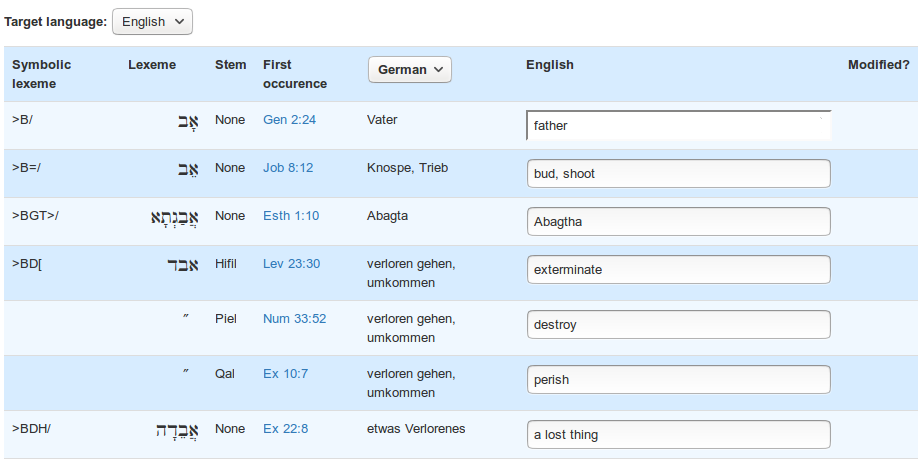 Target language: English
Symbolic lexeme Lexeme Stem First occurence German English Modified?
>B/ אָב None Gen 2:24 Vater father
>B=/ אֵב None Job 8:12 Knospe, Trieb bud, shoot
>BGT>/ אֲבַגְתָא None Esth 1:10 Abagta Abagtha
>BD[ אבד Hifil Lev 23:30 verloren gehen, umkommen exterminate
″ Piel Num 33:52 verloren gehen, umkommen destroy
″ Qal Ex 10:7 verloren gehen, umkommen perish
>BDH/ אֲבֵדָה None Ex 22:8 etwas Verlorenes a lost thing